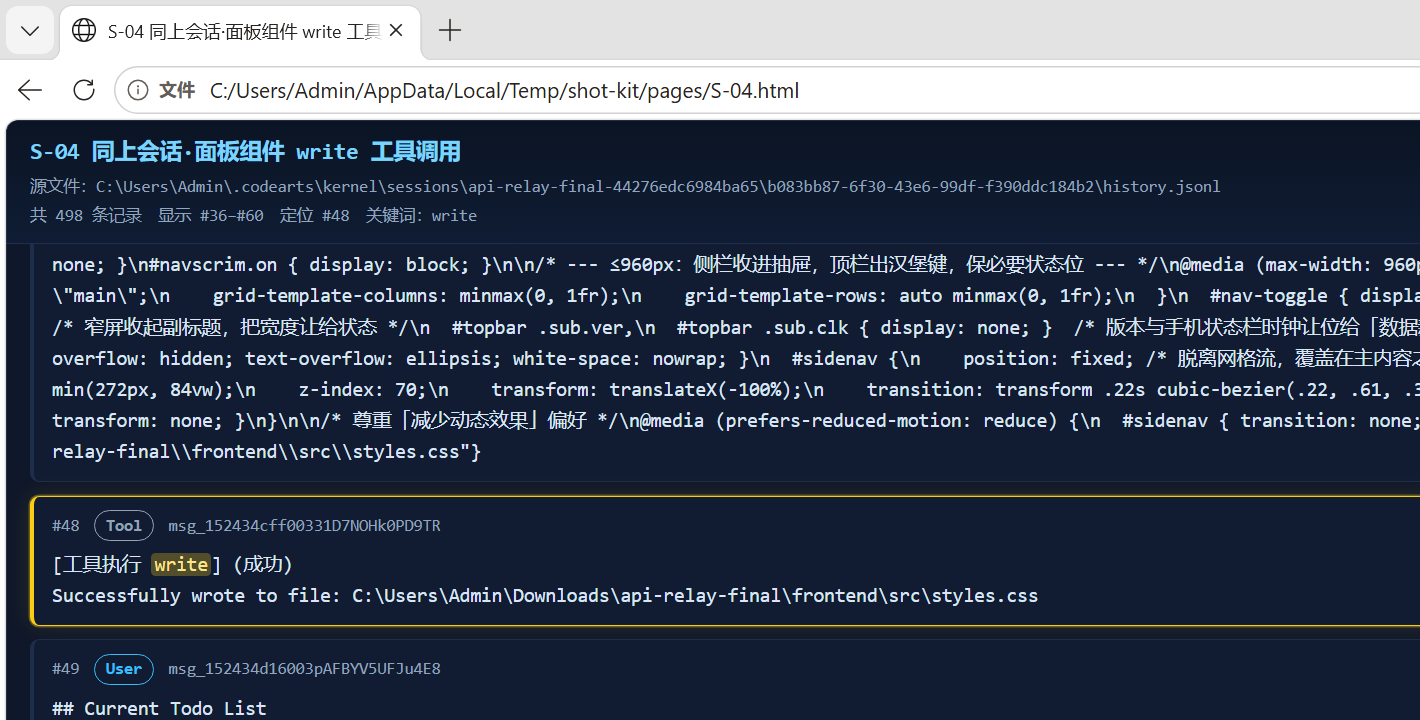 S-04 同上会话·面板组件 write 工具
文件 C:/Users/Admin/AppData/Local/Temp/shot-kit/pages/S-04.html
S-04 同上会话·面板组件 write 工具调用
源文件: C:\Users\Admin\.codearts\kernel\sessions\api-relay-final-44276edc6984ba65\b083bb87-6f30-43e6-99df-f390ddc184b2\history.jsonl
共 498 条记录 显示 #36–#60 定位 #48 关键词: write
none; }\n#navscrim.on { display: block; }\n\n/* --- ≤960px：侧栏收进抽屉，顶栏出汉堡键，保必要状态位 --- */\n@media (max-width: 960p
\"main\";\n    grid-template-columns: minmax(0, 1fr);\n    grid-template-rows: auto minmax(0, 1fr);\n  }\n  #nav-toggle { displa
/* 窄屏收起副标题，把宽度让给状态 */\n  #topbar .sub.ver,\n  #topbar .sub.clk { display: none; }  /* 版本与手机状态栏时钟让位给「数据
overflow: hidden; text-overflow: ellipsis; white-space: nowrap; }\n  #sidenav {\n    position: fixed; /* 脱离网格流，覆盖在主内容之
min(272px, 84vw);\n    z-index: 70;\n    transform: translateX(-100%);\n    transition: transform .22s cubic-bezier(.22, .61, .3
transform: none; }\n}\n\n/* 尊重「减少动态效果」偏好 */\n@media (prefers-reduced-motion: reduce) {\n  #sidenav { transition: none;
relay-final\\frontend\\src\\styles.css"}
#48 Tool msg_152434cff00331D7NOHk0PD9TR
[工具执行 write] (成功)
Successfully wrote to file: C:\Users\Admin\Downloads\api-relay-final\frontend\src\styles.css
#49 User msg_152434d16003pAFBYV5UFJu4E8
## Current Todo List